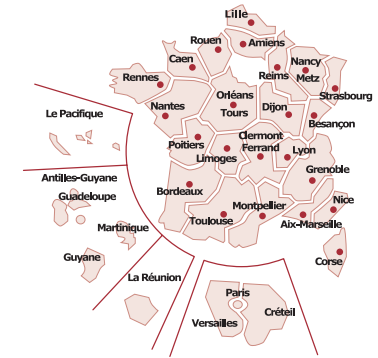 Lille
Rouen
Amiens
Caen
Nancy
Metz
Reims
Rennes
Strasbourg
Orléans
Tours
Nantes
Dijon
Besançon
Le Pacifique
Clermont
Ferrand
Poitiers
Limoges
Lyon
Grenoble
Antilles-Guyane
Guadeloupe
Bordeaux
Montpellier
Nice
Toulouse
Aix-Marseille
Martinique
Guyane
Corse
La Réunion
Paris
Créteil
Versailles